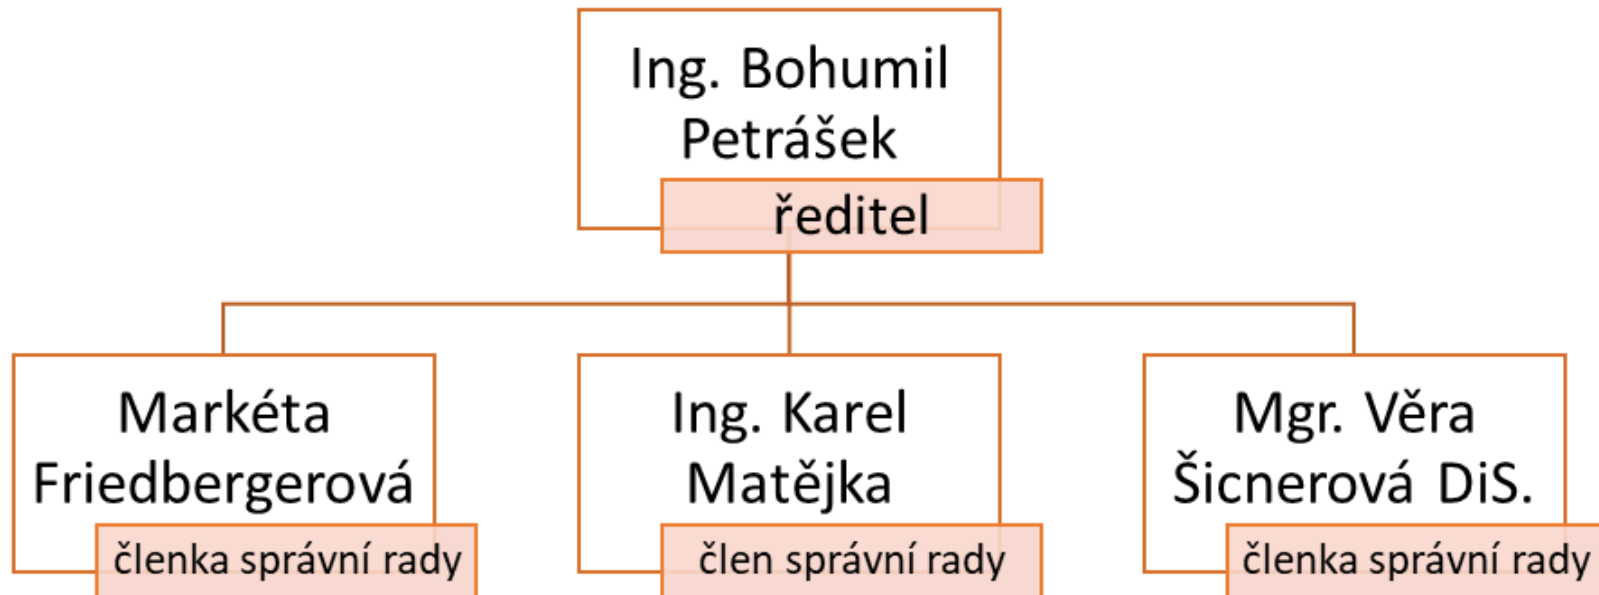 Ing. Bohumil
Petrášek
ředitel
Markéta
Friedbergerová
členka správní rady
Ing. Karel
Matějka
člen správní rady
Mgr. Věra
Šicnerová DiS.
členka správní rady